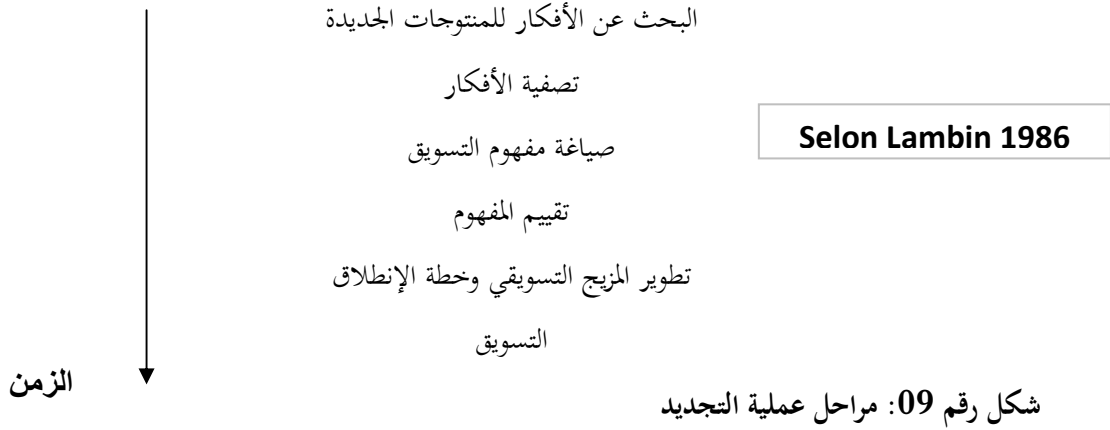 البحث عن الأفكار للمنتوجات الجديدة
تصفية الأفكار
Selon Lambin 1986
صياغة مفهوم التسويق
تقييم المفهوم
تطوير المزيج التسويقي وخطة الإنطلاق
التسويق
الزمن
شكل رقم 09: مراحل عملية التجديد